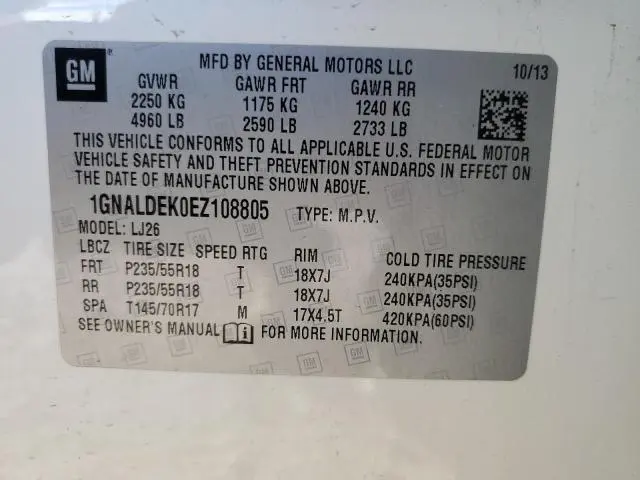 GM
MFD BY GENERAL MOTORS LLC 10/13
GVWR GAWR FRT GAWR RR
2250 KG 1175 KG 1240 KG
4960 LB 2590 LB 2733 LB
THIS VEHICLE CONFORMS TO ALL APPLICABLE U.S. FEDERAL MOTOR
VEHICLE SAFETY AND THEFT PREVENTION STANDARDS IN EFFECT ON
THE DATE OF MANUFACTURE SHOWN ABOVE.
1GNALDEK0EZ108805 TYPE: M.P.V.
MODEL: LJ26
LBCZ TIRE SIZE SPEED RTG RIM COLD TIRE PRESSURE
FRT P235/55R18 T 18X7J 240KPA(35PSI)
RR P235/55R18 T 18X7J 240KPA(35PSI)
SPA T145/70R17 M 17X4.5T 420KPA(60PSI)
SEE OWNER'S MANUAL FOR MORE INFORMATION.